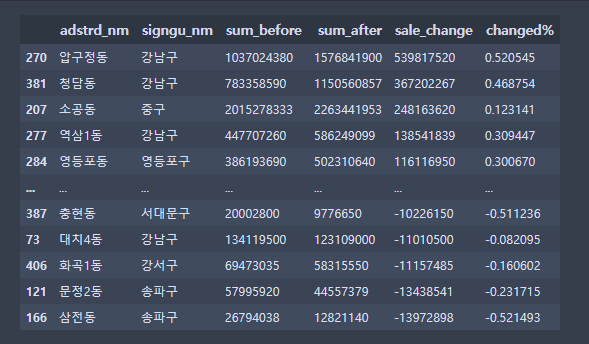 adstrd_nm signgu_nm sum_before sum_after sale_change changed%
270 압구정동 강남구 1037024380 1576841900 539817520 0.520545
381 청담동 강남구 783358590 1150560857 367202267 0.468754
207 소공동 중구 2015278333 2263441953 248163620 0.123141
277 역삼1동 강남구 447707260 586249099 138541839 0.309447
284 영등포동 영등포구 386193690 502310640 116116950 0.300670
... ... ... ... ... ... ...
387 충현동 서대문구 20002800 9776650 -10226150 -0.511236
73 대치4동 강남구 134119500 123109000 -11010500 -0.082095
406 화곡1동 강서구 69473035 58315550 -11157485 -0.160602
121 문정2동 송파구 57995920 44557379 -13438541 -0.231715
166 삼전동 송파구 26794038 12821140 -13972898 -0.521493